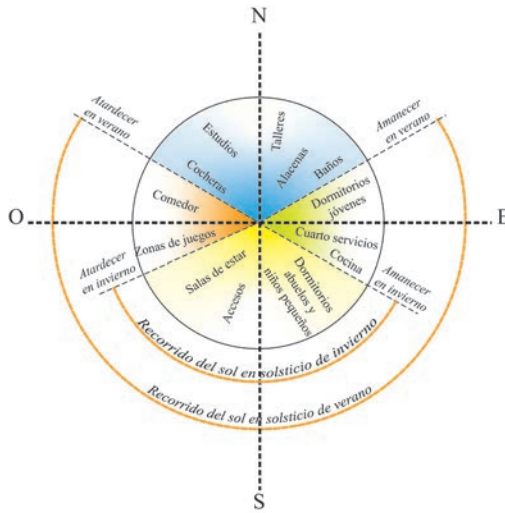 N
Atardecer
en verano
Amanecer
en verano
Estudios
Talleres
Cocheras
Alacenas
Baños
Comedor
Dormitorios
jóvenes
O
E
Zonas de juegos
Cuarto servicios
Cocina
Atardecer
en invierno
Salas de estar
Accesos
Dormitorios
abuelos y
niños pequeños
Amanecer
en invierno
Recorrido del sol en solsticio de invierno
Recorrido del sol en solsticio de verano
S